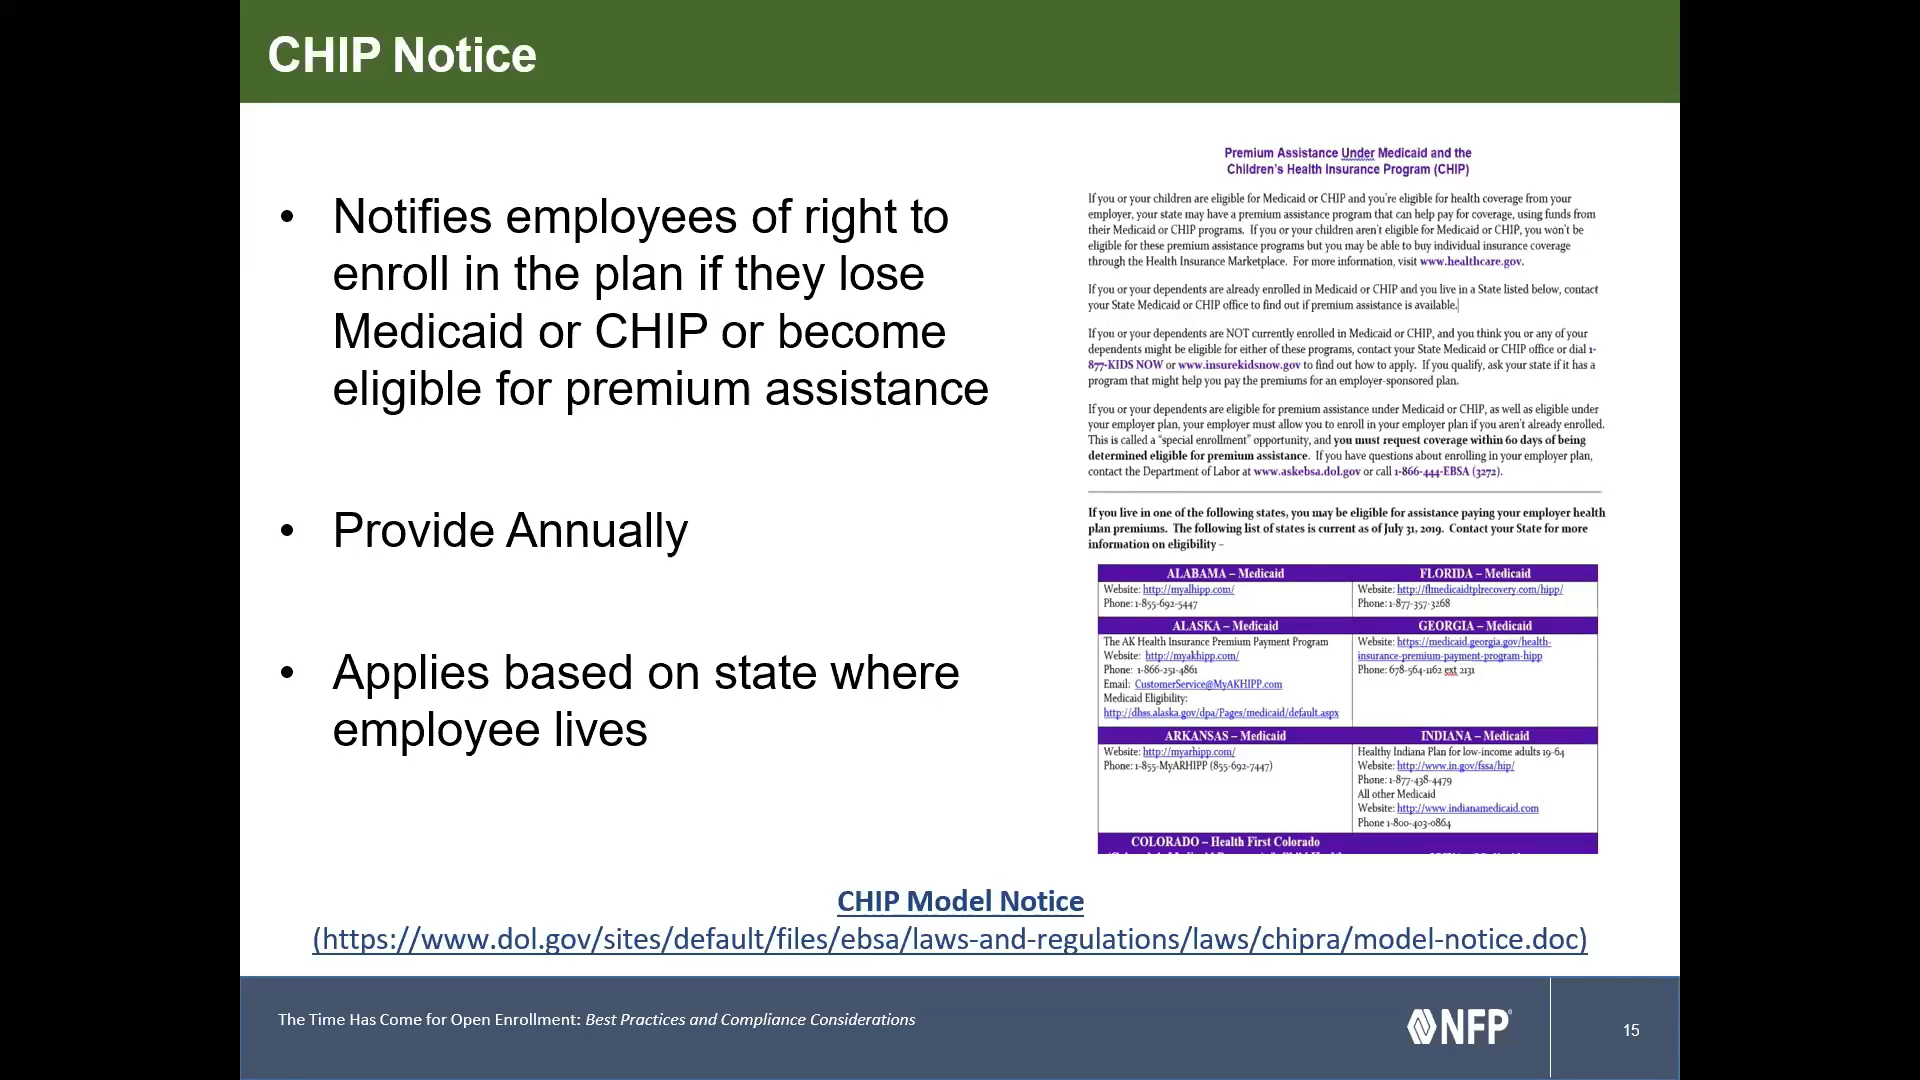 CHIP Notice
• Notifies employees of right to
enroll in the plan if they lose
Medicaid or CHIP or become
eligible for premium assistance
• Provide Annually
• Applies based on state where
employee lives
Premium Assistance Under Medicaid and the
Children's Health Insurance Program (CHIP)
If you or your children are eligible for Medicaid or CHIP and you're eligible for health coverage from your
employer, your state may have a premium assistance program that can help pay for coverage, using funds from
their Medicaid or CHIP programs. If you or your children aren't eligible for Medicaid or CHIP, you won't be
eligible for these premium assistance programs but you may be able to buy individual insurance coverage
through the Health Insurance Marketplace. For more information, visit www.healthcare.gov.
If you or your dependents are already enrolled in Medicaid or CHIP and you live in a State listed below, contact
your State Medicaid or CHIP office to find out if premium assistance is available.
If you or your dependents are NOT currently enrolled in Medicaid or CHIP, and you think you or any of your
dependents might be eligible for either of these programs, contact your State Medicaid or CHIP office or dial 1-
877-KIDS NOW or www.insurekidsnow.gov to find out how to apply. If you qualify, ask your state if it has a
program that might help you pay the premiums for an employer-sponsored plan.
If you or your dependents are eligible for premium assistance under Medicaid or CHIP, as well as eligible under
your employer plan, your employer must allow you to enroll in your employer plan if you aren't already enrolled.
This is called a "special enrollment" opportunity, and you must request coverage within 60 days of being
determined eligible for premium assistance. If you have questions about enrolling in your employer plan,
contact the Department of Labor at www.askebsa.dol.gov or call 1-866-444-EBSA (3272).
If you live in one of the following states, you may be eligible for assistance paying your employer health
plan premiums. The following list of states is current as of July 31, 2019. Contact your State for more
information on eligibility –
ALABAMA – Medicaid
Website: http://myalhipp.com/
Phone: 1-855-692-5447
FLORIDA – Medicaid
Website: http://flmedicaidtplrecovery.com/hipp/
Phone: 1-877-357-3268
ALASKA – Medicaid
The AK Health Insurance Premium Payment Program
Website: http://myakhipp.com/
Phone: 1-866-251-4861
Email: CustomerService@MyAKHIPP.com
Medicaid Eligibility:
http://dhss.alaska.gov/dpa/Pages/medicaid/default.aspx
GEORGIA – Medicaid
Website: https://medicaid.georgia.gov/health-
insurance-premium-payment-program-hipp
Phone: 678-564-1162 ext 2131
ARKANSAS – Medicaid
Website: http://myarhipp.com/
Phone: 1-855-MyARHIPP (855-692-7447)
INDIANA – Medicaid
Healthy Indiana Plan for low-income adults 19-64
Website: http://www.in.gov/fssa/hip/
Phone: 1-877-438-4479
All other Medicaid
Website: http://www.indianamedicaid.com
Phone 1-800-403-0864
COLORADO – Health First Colorado
CHIP Model Notice
(https://www.dol.gov/sites/default/files/ebsa/laws-and-regulations/laws/chipra/model-notice.doc)
The Time Has Come for Open Enrollment: Best Practices and Compliance Considerations
NFP
15